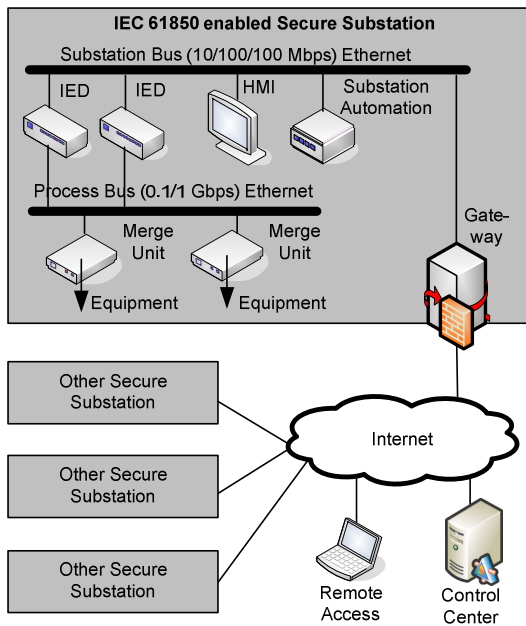 IEC 61850 enabled Secure Substation
Substation Bus (10/100/100 Mbps) Ethernet
IED
IED
HMI
Substation
Automation
Process Bus (0.1/1 Gbps) Ethernet
Merge
Unit
Merge
Unit
Gate-
way
Equipment
Equipment
Other Secure
Substation
Other Secure
Substation
Other Secure
Substation
Internet
Remote
Access
Control
Center